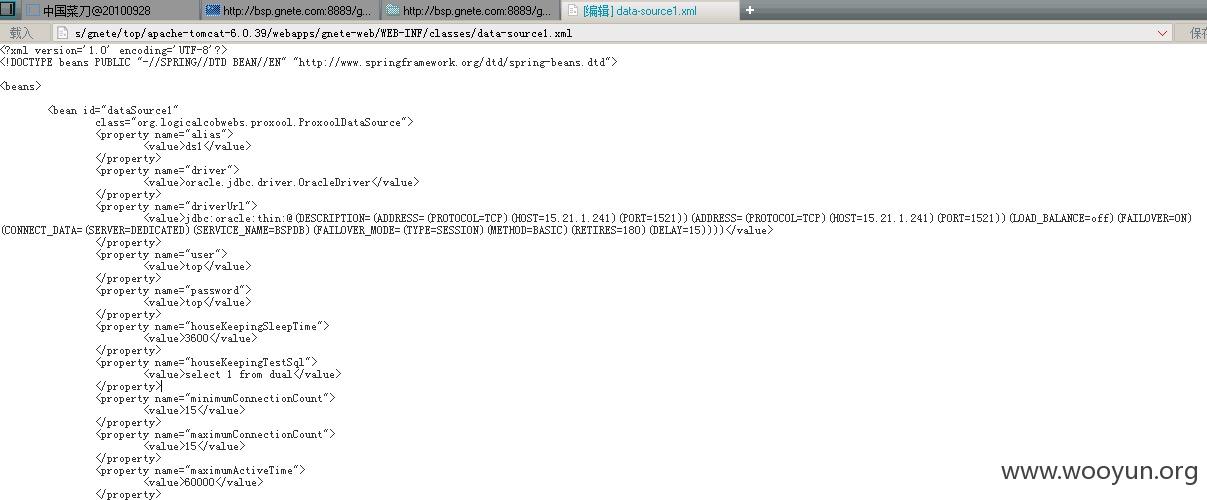 中国菜刀@20100928 http://bsp.gnete.com:8889/g... http://bsp.gnete.com:8889/g... [编辑] data-source1.xml +
载入 s/gnete/top/apache-tomcat-6.0.39/webapps/gnete-web/WEB-INF/classes/data-source1.xml 保存
<?xml version='1.0' encoding='UTF-8'?>
<!DOCTYPE beans PUBLIC "-//SPRING//DTD BEAN//EN" "http://www.springframework.org/dtd/spring-beans.dtd">
<beans>
<bean id="dataSource1"
class="org.logicalcobwebs.proxool.ProxoolDataSource">
<property name="alias">
<value>ds1</value>
</property>
<property name="driver">
<value>oracle.jdbc.driver.OracleDriver</value>
</property>
<property name="driverUrl">
<value>jdbc:oracle:thin:@(DESCRIPTION=(ADDRESS=(PROTOCOL=TCP)(HOST=15.21.1.241)(PORT=1521))(ADDRESS=(PROTOCOL=TCP)(HOST=15.21.1.241)(PORT=1521))(LOAD_BALANCE=off)(FAILOVER=ON)
(CONNECT_DATA=(SERVER=DEDICATED)(SERVICE_NAME=BSPDB)(FAILOVER_MODE=(TYPE=SESSION)(METHOD=BASIC)(RETIRES=180)(DELAY=15))))</value>
</property>
<property name="user">
<value>top</value>
</property>
<property name="password">
<value>top</value>
</property>
<property name="houseKeepingSleepTime">
<value>3600</value>
</property>
<property name="houseKeepingTestSql">
<value>select 1 from dual</value>
</property>
<property name="minimumConnectionCount">
<value>15</value>
</property>
<property name="maximumConnectionCount">
<value>15</value>
</property>
<property name="maximumActiveTime">
<value>60000</value>
</property>
www.wooyun.org